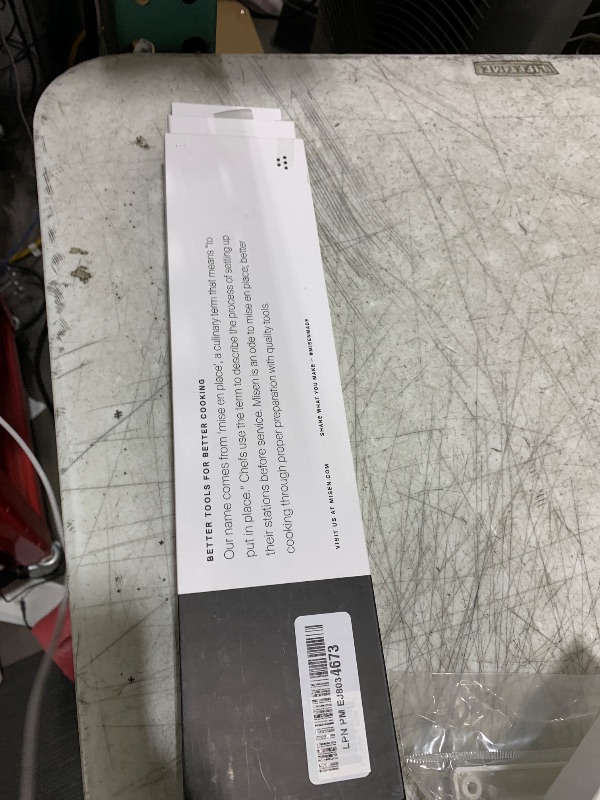 LIFETIME
BETTER TOOLS FOR BETTER COOKING
Our name comes from 'mise en place', a culinary term that means "to
put in place." Chefs use the term to describe the process of setting up
their stations before service. Misen is an ode to mise en place, better
cooking through proper preparation with quality tools.
VISIT US AT MISEN.COM
SHARE WHAT YOU MAKE – #MISENMADE
LPN PM EJ8034673